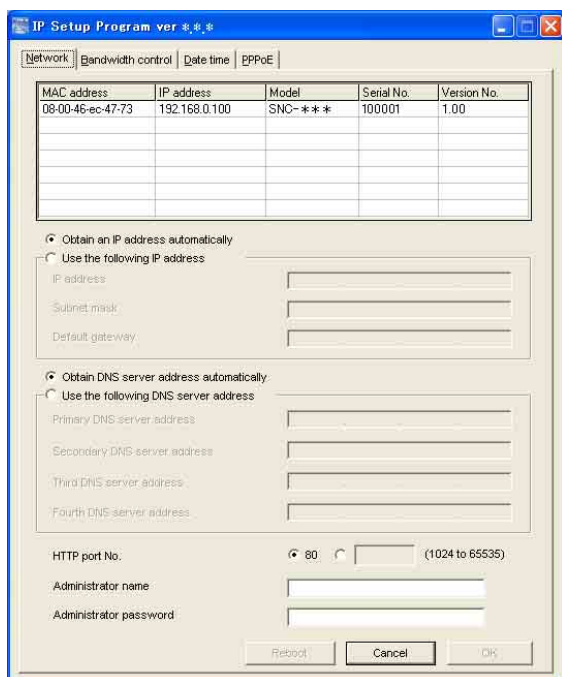 IP Setup Program ver *.*.*
Network Bandwidth control Date time PPPoE
MAC address IP address Model Serial No. Version No.
08-00-46-ec-47-73 192.168.0.100 SNC-*** 100001 1.00
Obtain an IP address automatically
Use the following IP address
IP address
Subnet mask
Default gateway
Obtain DNS server address automatically
Use the following DNS server address
Primary DNS server address
Secondary DNS server address
Third DNS server address
Fourth DNS server address
HTTP port No. 80 (1024 to 65535)
Administrator name
Administrator password
Reboot Cancel OK